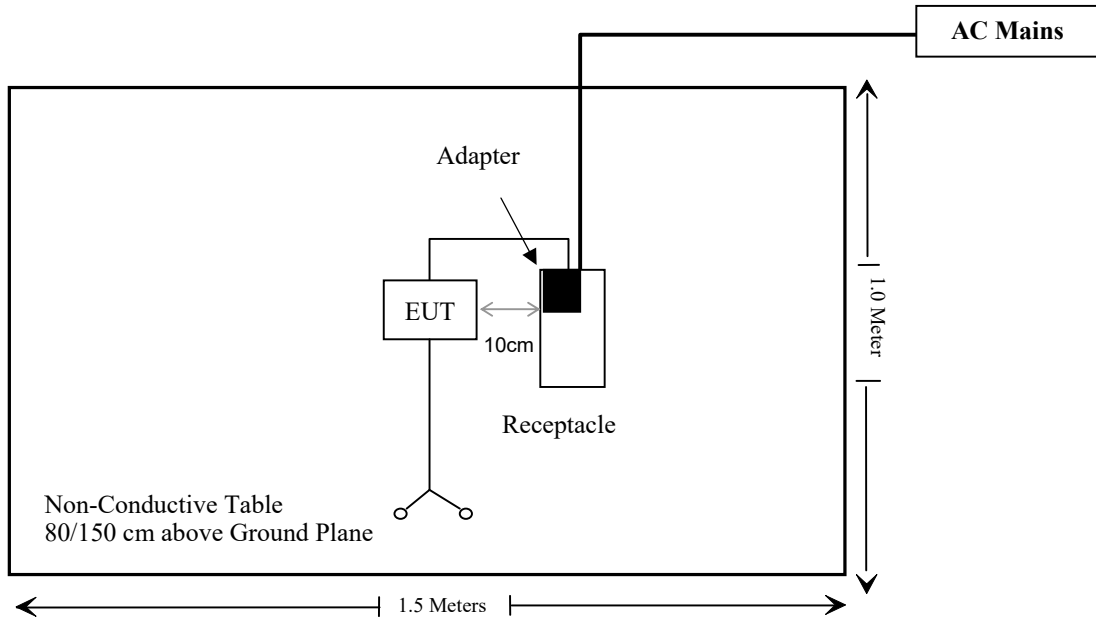 AC Mains
Adapter
EUT
10cm
1.0 Meter
Receptacle
Non-Conductive Table
80/150 cm above Ground Plane
1.5 Meters